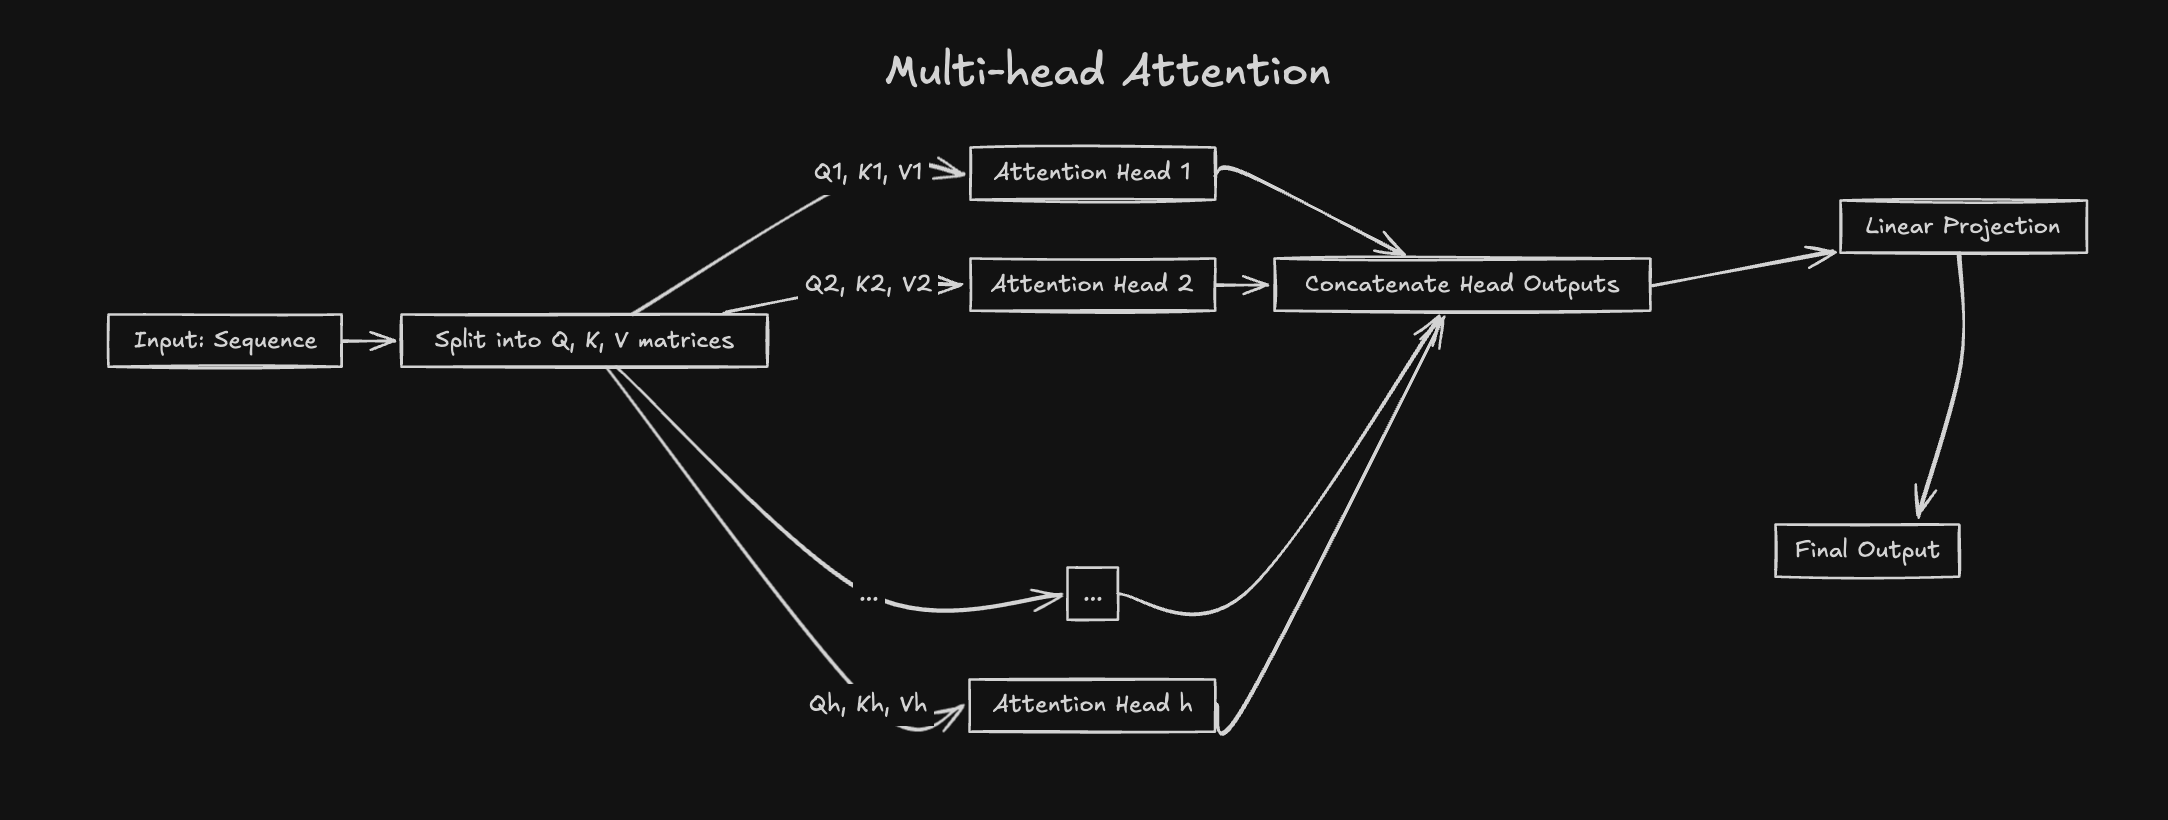 Multi-head Attention
Input: Sequence
Split into Q, K, V matrices
Q1, K1, V1
Attention Head 1
Q2, K2, V2
Attention Head 2
...
...
Qh, Kh, Vh
Attention Head h
Concatenate Head Outputs
Linear Projection
Final Output